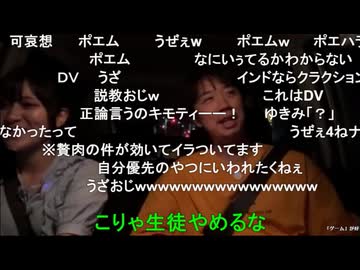 可哀想 ポエム うぜぇw ポエムw ポエハラ
ポエム なにいってるかわからない
DV うざ インドならクラクション
説教おじw これはDV
正論言うのキモティーー! ゆきみ「?」
なかったって うぜぇ4ねナ
※贅肉の件が効いててイラついてます
自分優先のやつにいわれたくねぇ
うざおじwwwwwwwwwwwwwwww
こりゃ生徒やめるな